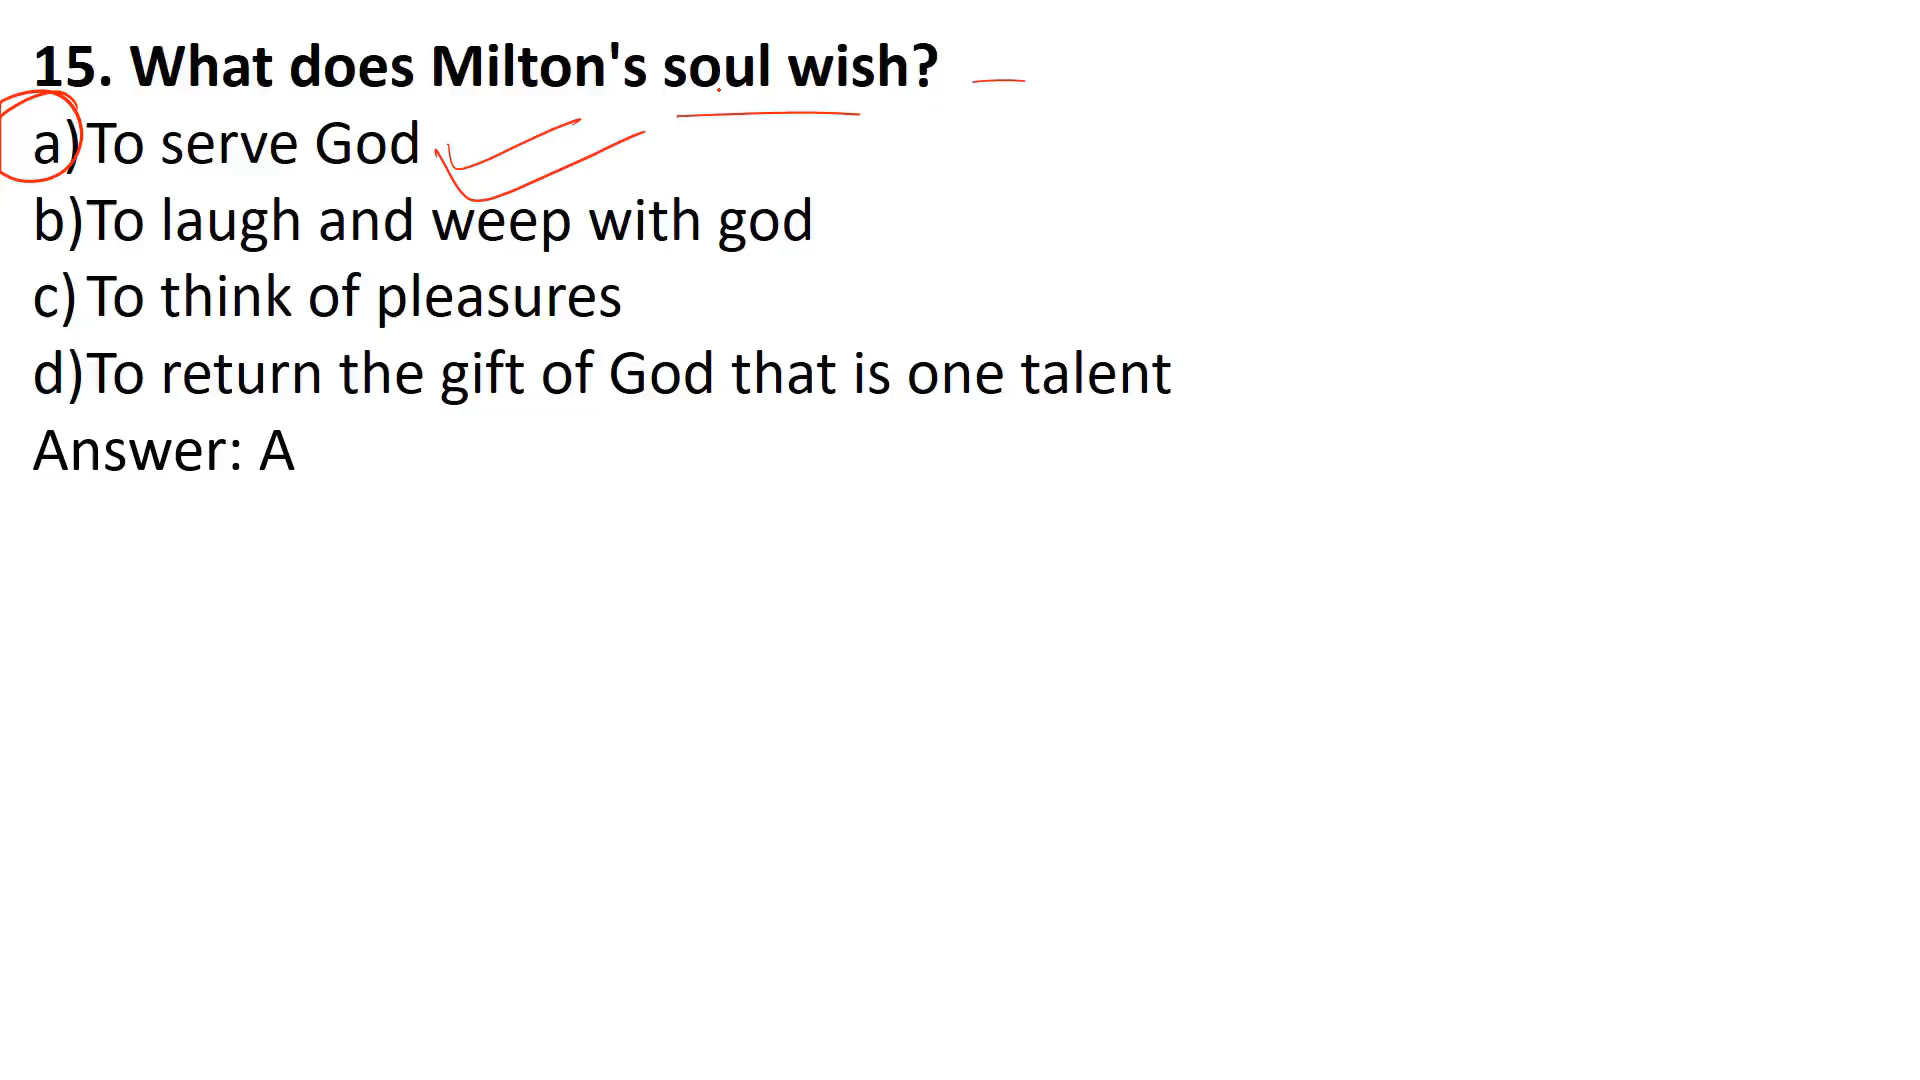 15. What does Milton's soul wish?
a) To serve God
b) To laugh and weep with god
c) To think of pleasures
d) To return the gift of God that is one talent
Answer: A